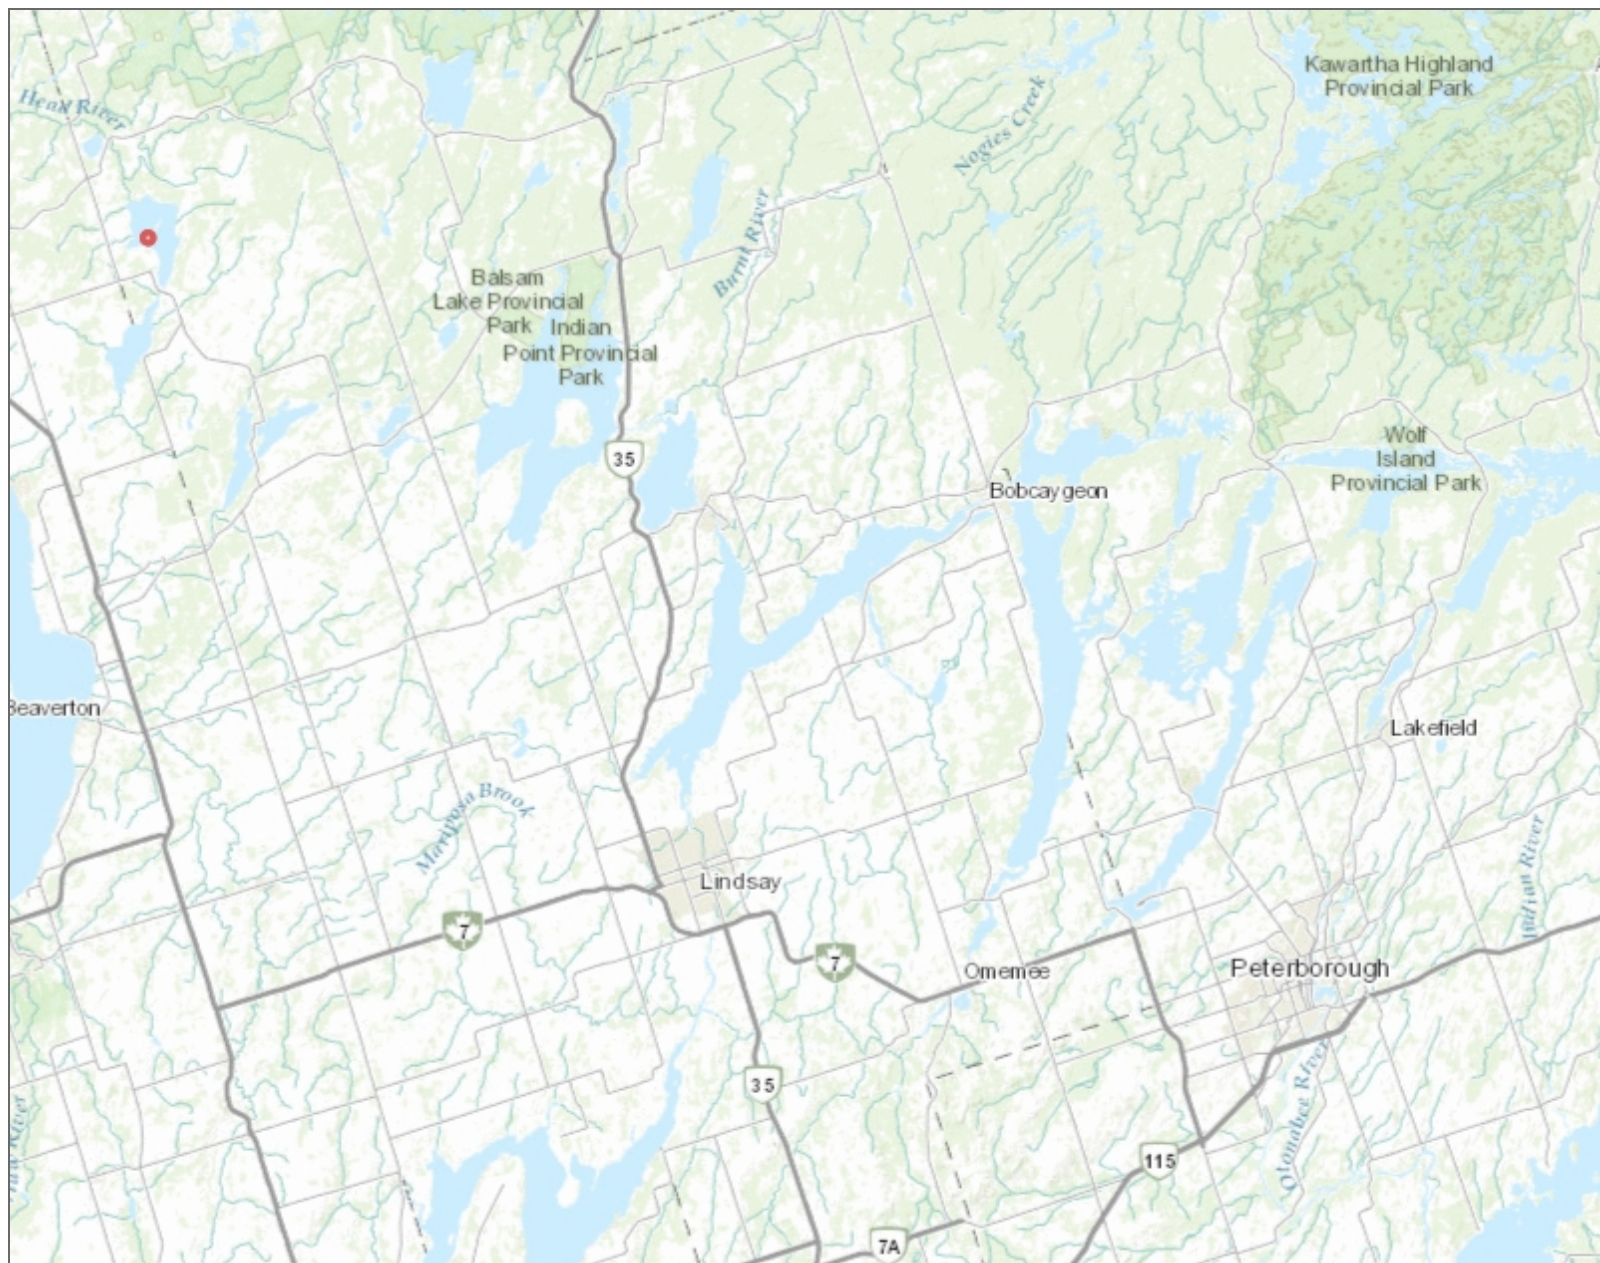 Kawartha Highland
Provincial Park
Head River
Nogies Creek
Burnt River
Balsam
Lake Provincial
Park
Indian
Point Provincial
Park
35
Wolf
Island
Provincial Park
Bobcaygeon
Beaverton
Lakefield
Mariposa Brook
Indian River
Lindsay
7
7
Omemee
Peterborough
35
Otonabee River
River
115
7A